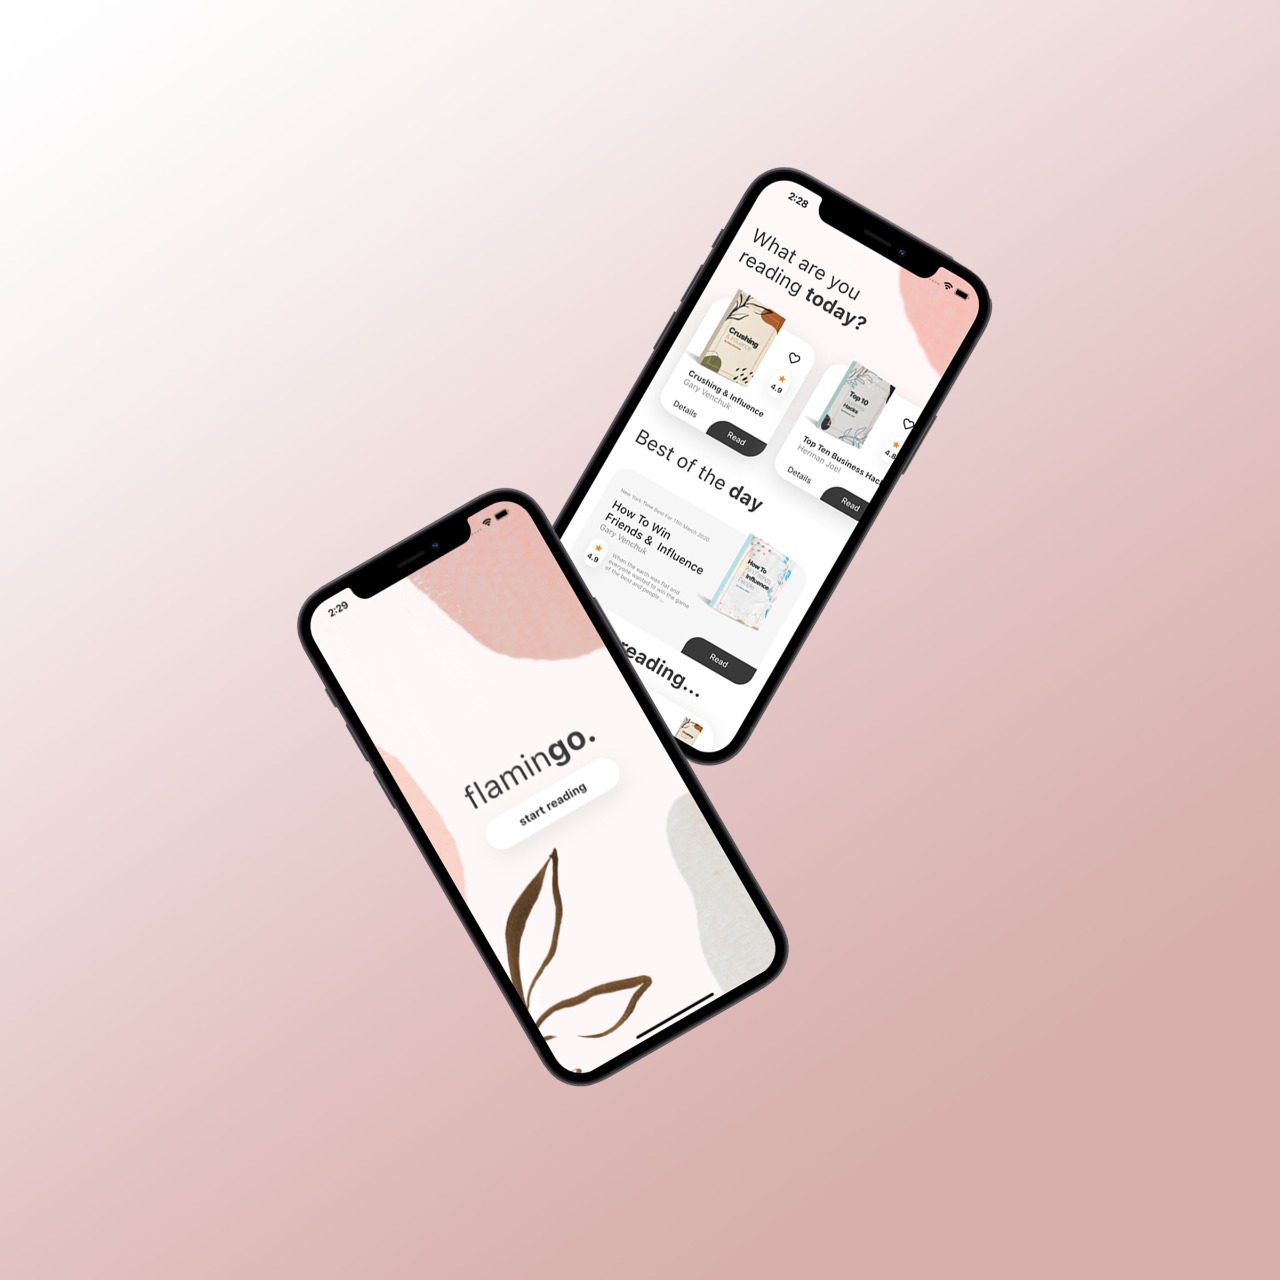 2:28
What are you
reading today?
Crushing
& Influence
Crushing & Influence
Gary Venchuk
4.9
Details
Read
Top 10
Hacks
Top Ten Business Hac
Herman Joel
4.8
Details
Read
Best of the day
New York Time Best For 11th March 2020
How To Win
Friends & Influence
Gary Venchuk
4.9
When the earth was flat and
everyone wanted to win the game
of the best and people...
How To
Influence
Read
reading...
2:29
flamingo.
start reading